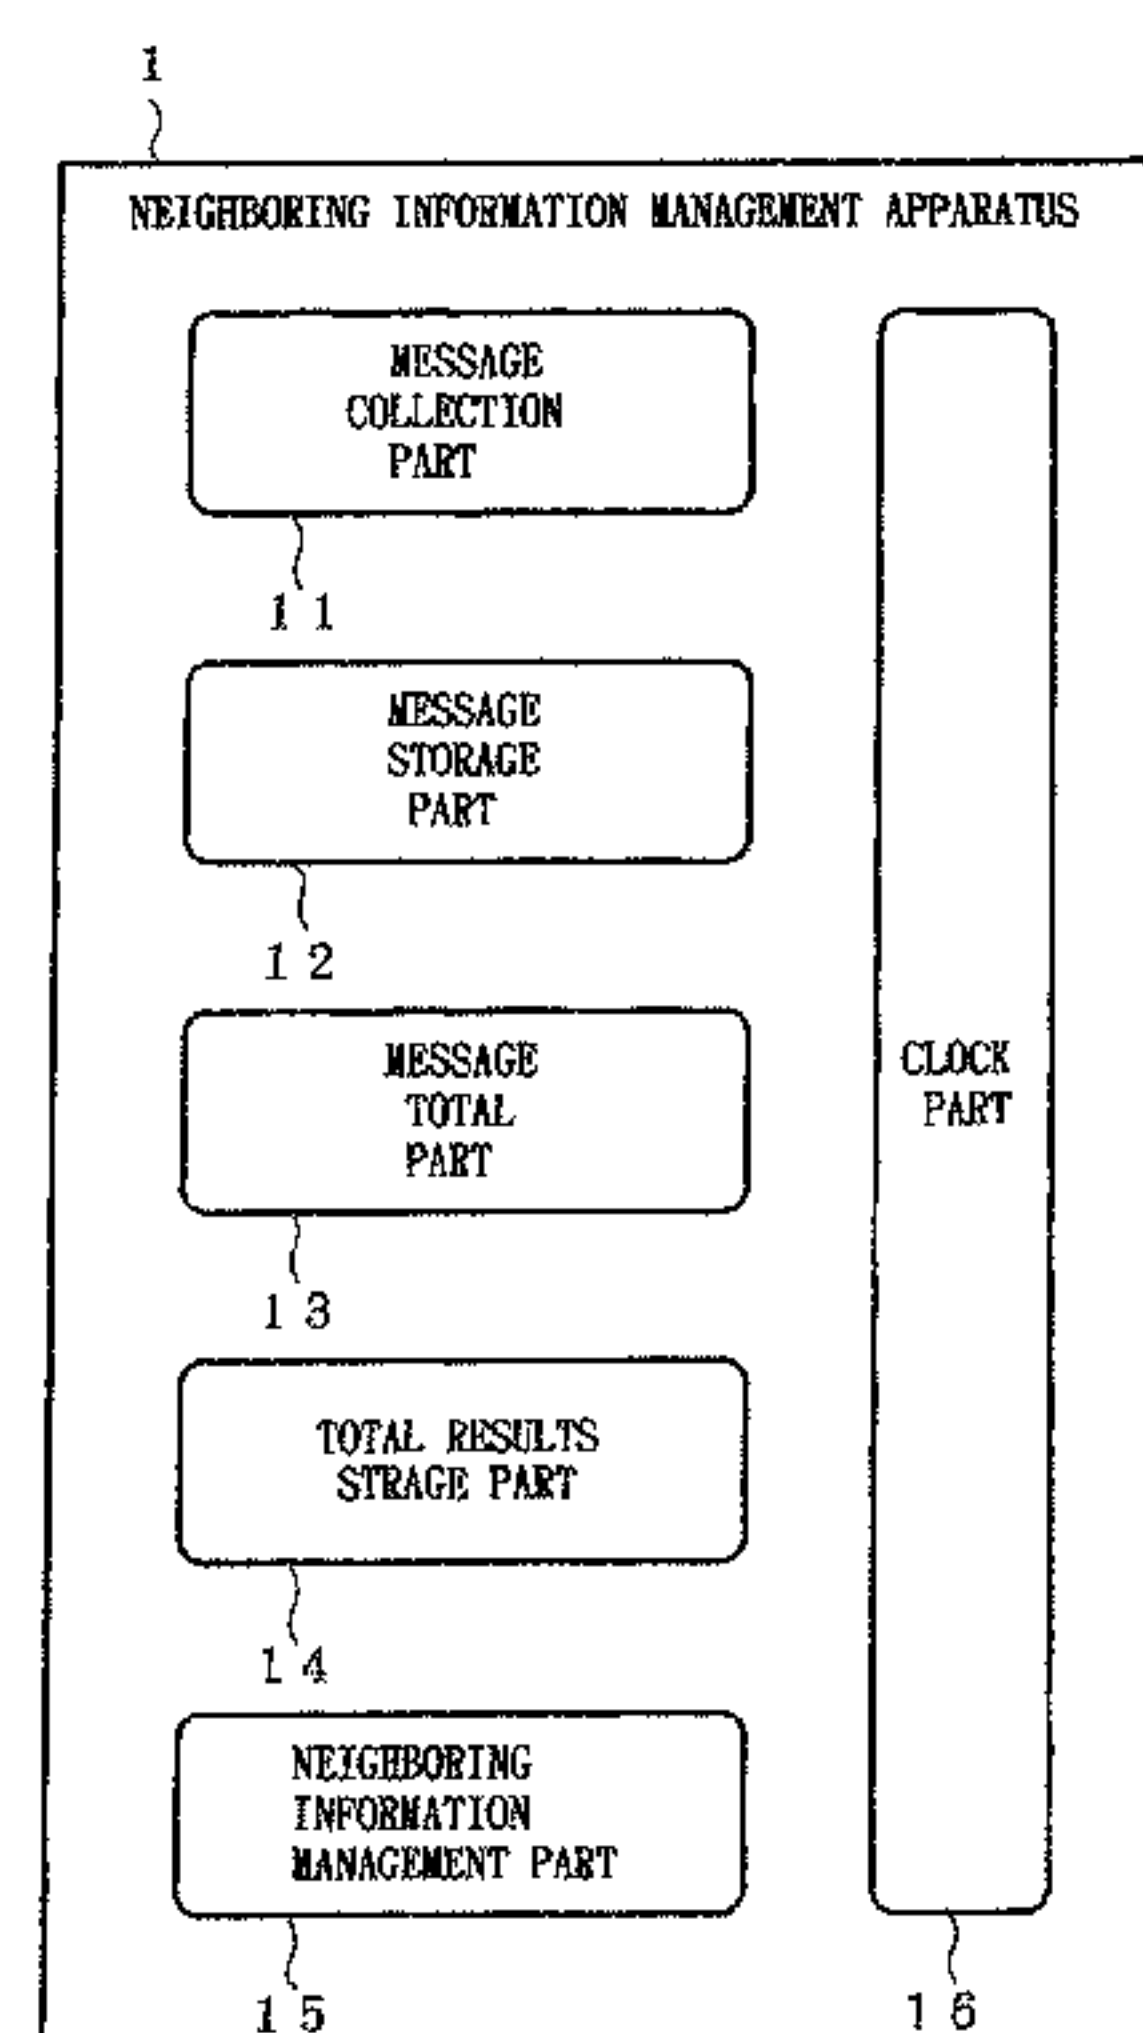 1
NEIGHBORING INFORMATION MANAGEMENT APPARATUS
MESSAGE
COLLECTION
PART
11
MESSAGE
STORAGE
PART
12
MESSAGE
TOTAL
PART
13
CLOCK
PART
TOTAL RESULTS
STRAGE PART
14
NEIGHBORING
INFORMATION
MANAGEMENT PART
15
16